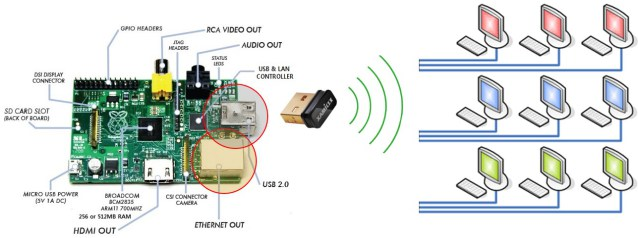 GPIO HEADERS
RCA VIDEO OUT
JTAG
HEADERS
AUDIO OUT
STATUS
LEDS
USB & LAN
CONTROLLER
DSI DISPLAY
CONNECTOR
SD CARD SLOT
(BACK OF BOARD)
MICRO USB POWER
(5V 1A DC)
BROADCOM
BCM2835
ARM11 700MHZ
256 or 512MB RAM
HDMI OUT
CSI CONNECTOR
CAMERA
ETHERNET OUT
USB 2.0